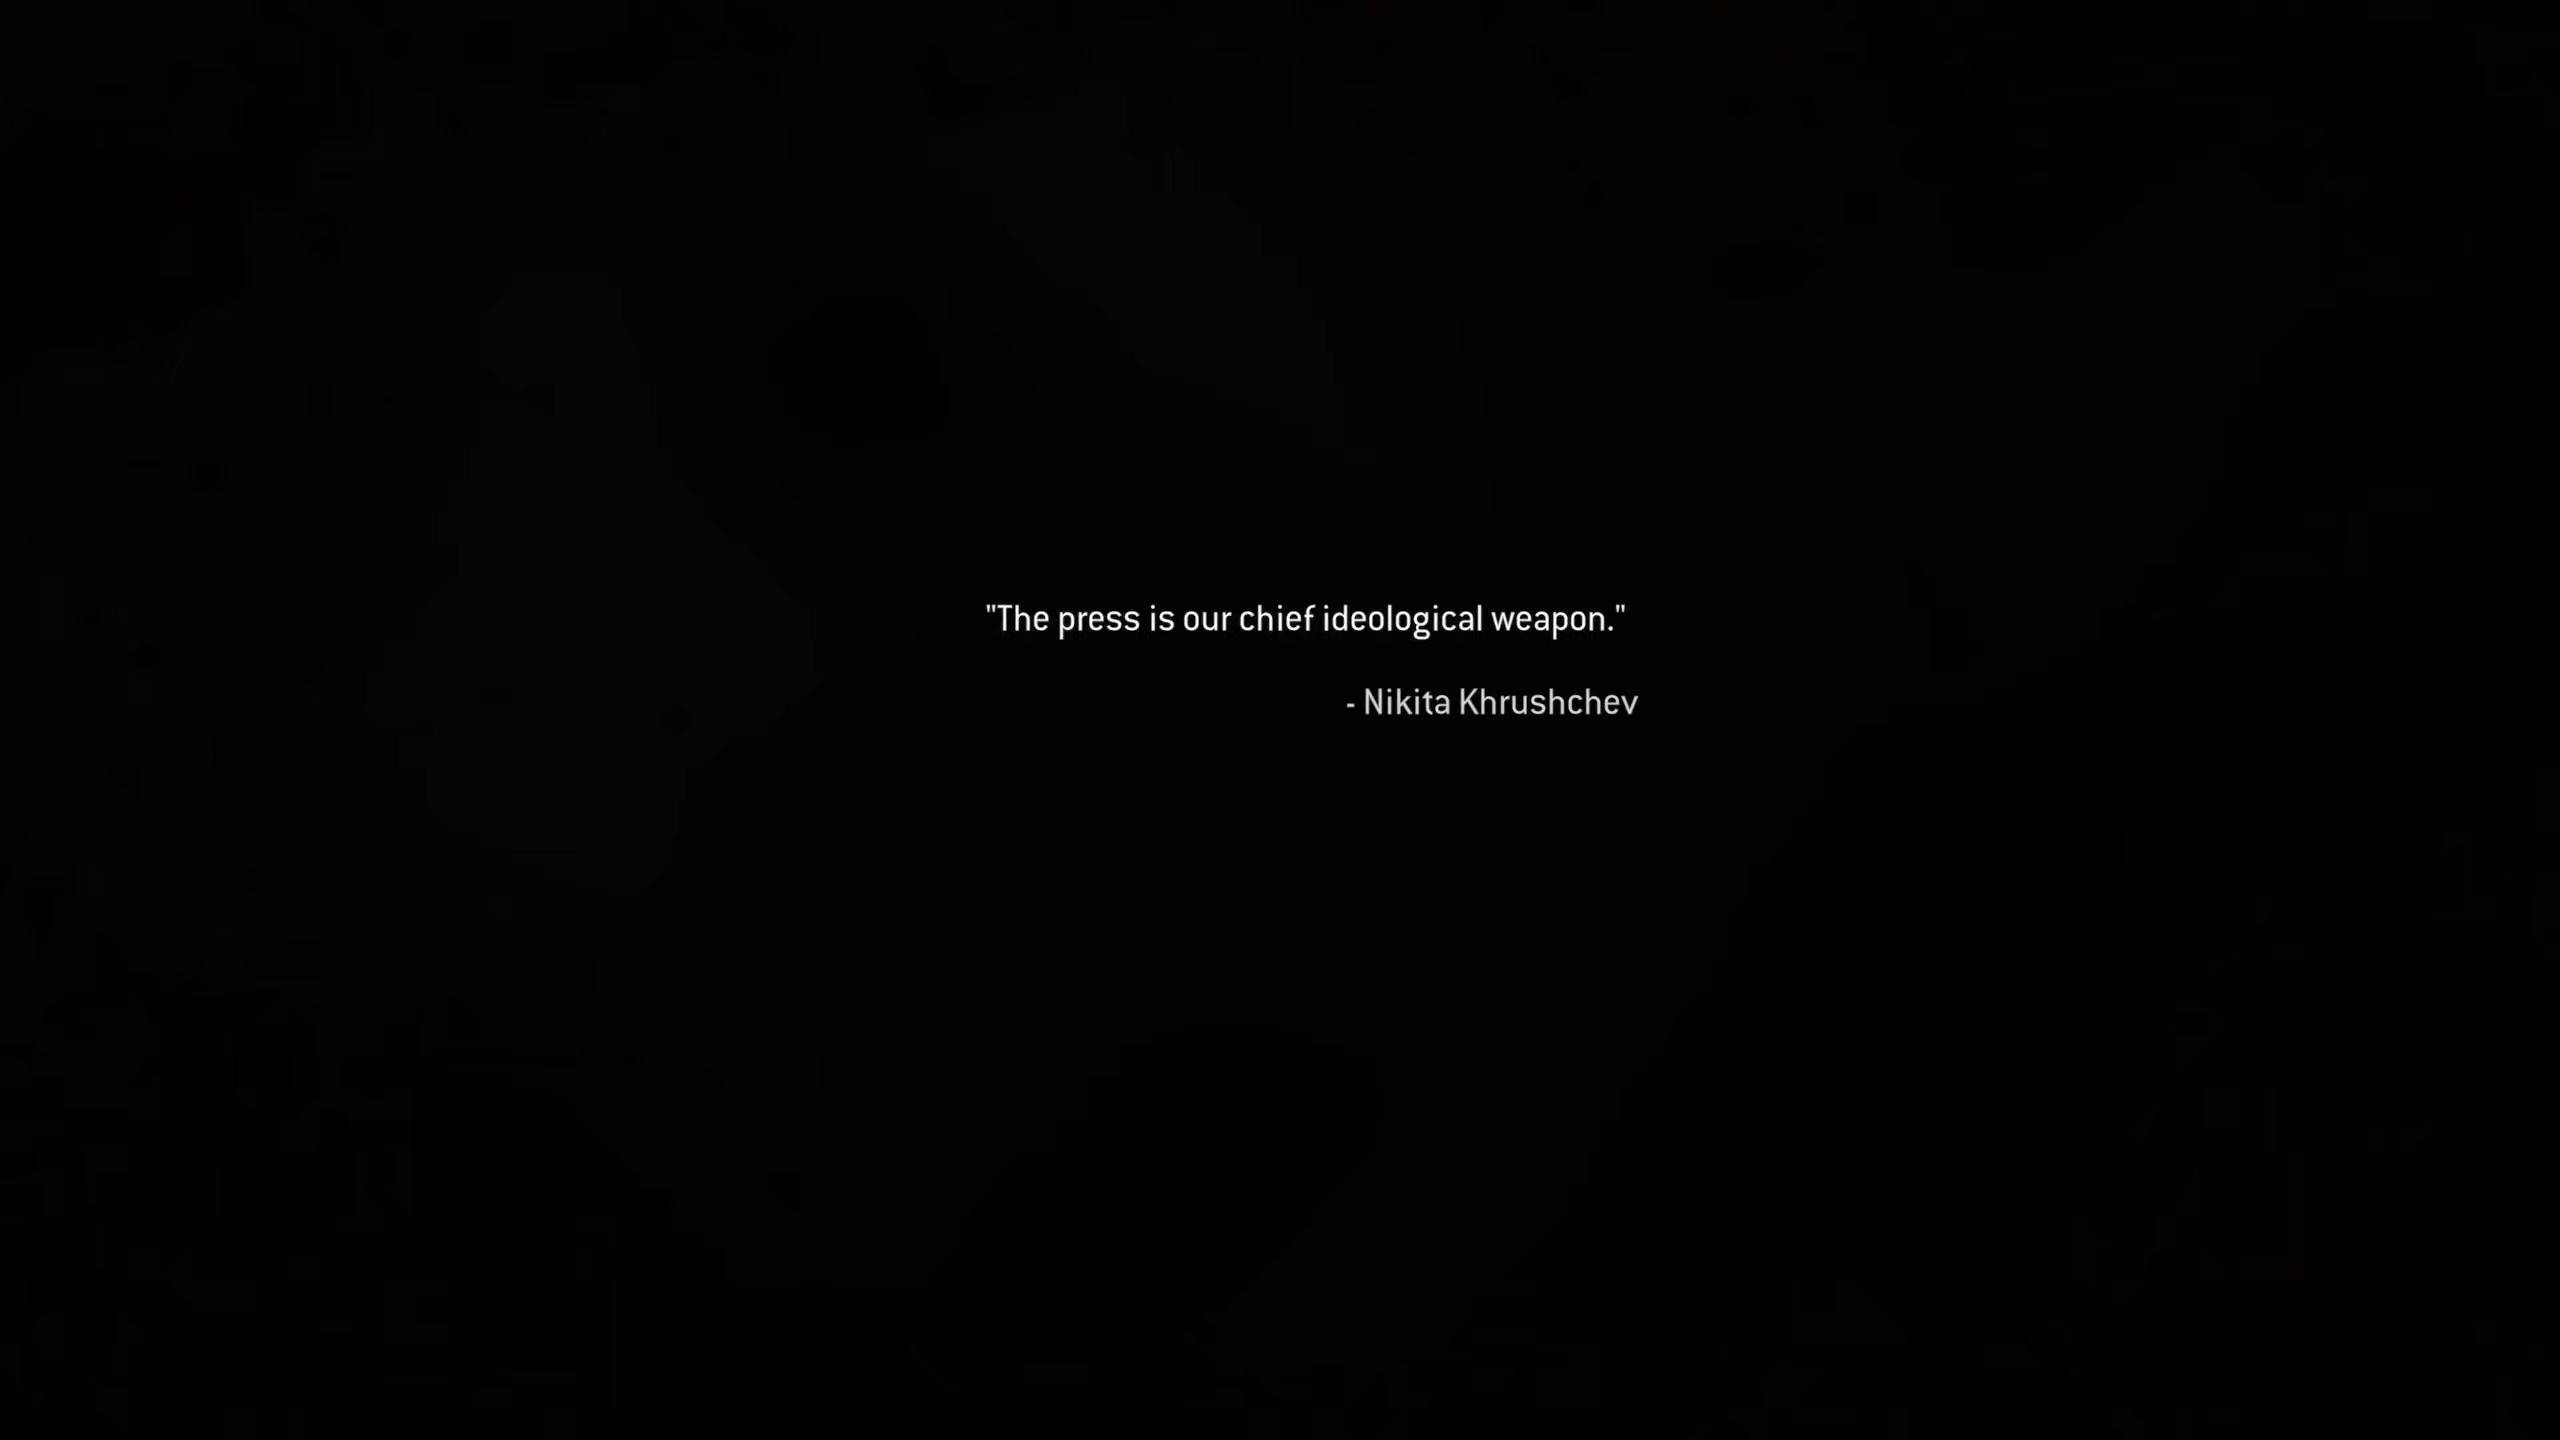 "The press is our chief ideological weapon."
- Nikita Khrushchev